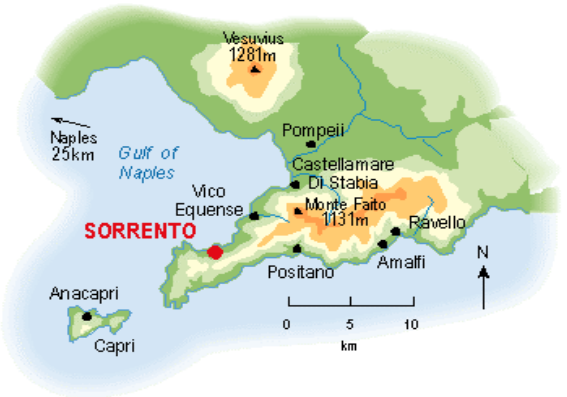 Vesuvius
1281m
Naples
25km
Gulf of
Naples
Pompeii
Castellamare
Di Stabia
Vico
Equense
Monte Faito
1131m
SORRENTO
Ravello
Amalfi
Positano
N
Anacapri
Capri
0 5 10
km